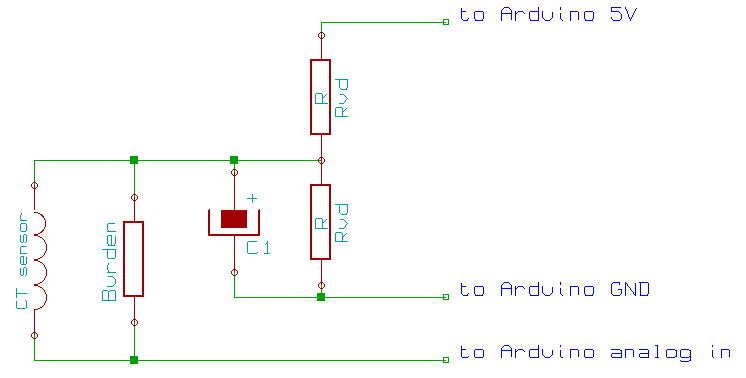 to Arduino 5V
R
Rvd
+
CT sensor
Burden
C1
R
Rvd
to Arduino GND
to Arduino analog in